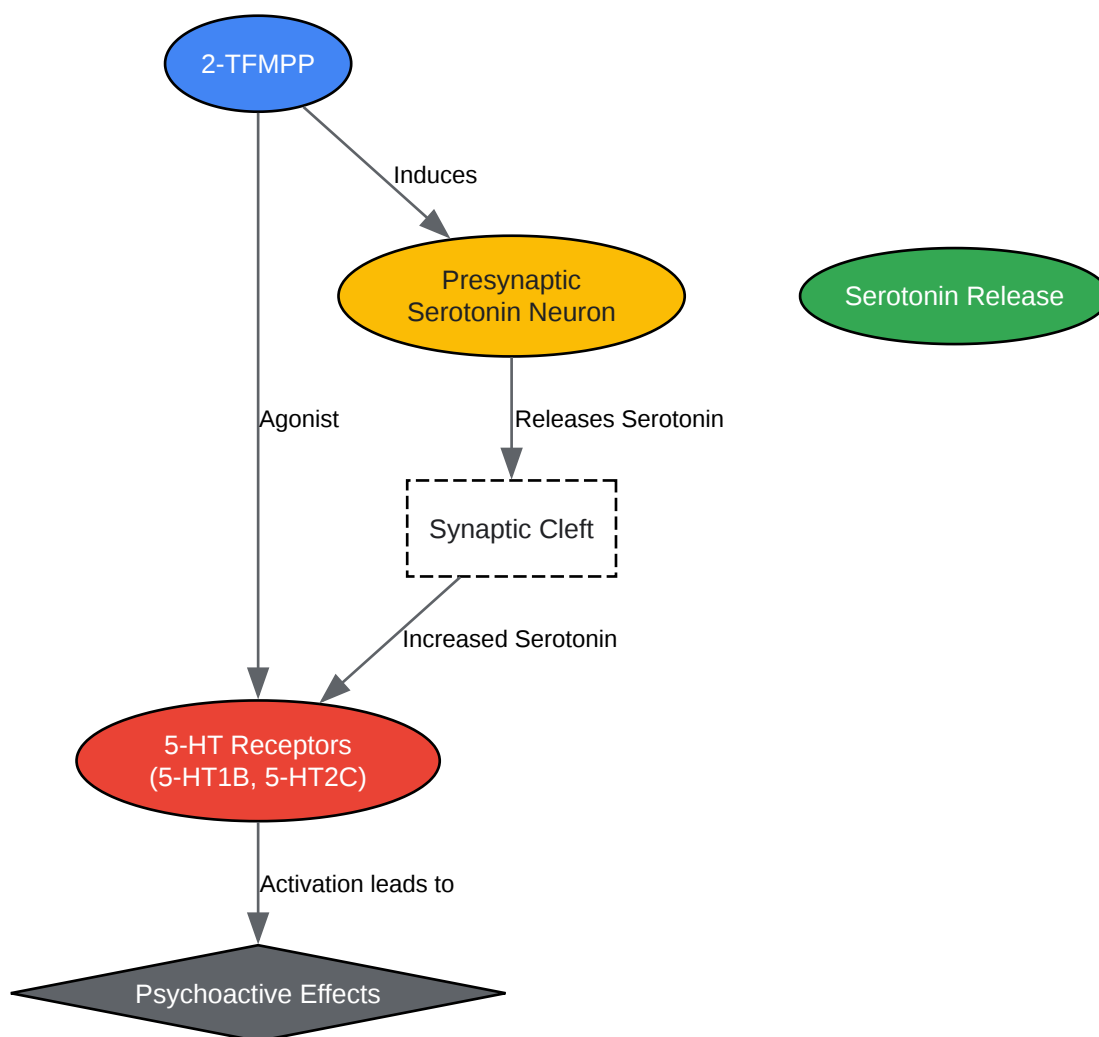 2-TFMPP
Induces
Presynaptic
Serotonin Neuron
Serotonin Release
Agonist
Releases Serotonin
Synaptic Cleft
Increased Serotonin
5-HT Receptors
(5-HT1B, 5-HT2C)
Activation leads to
Psychoactive Effects